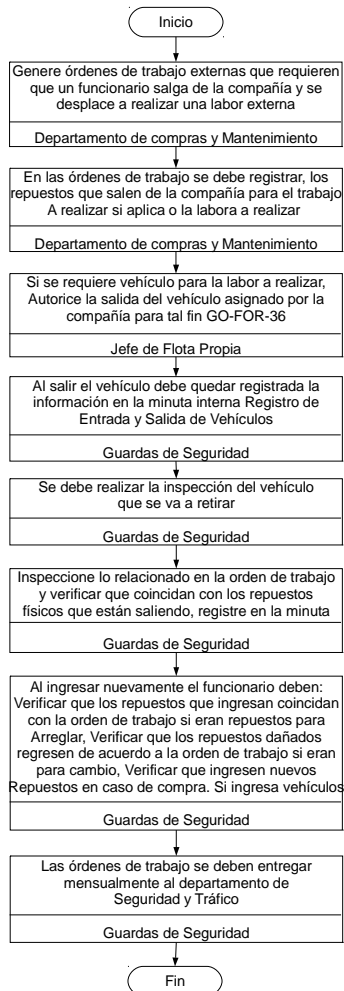 Inicio
Genere órdenes de trabajo externas que requieren
que un funcionario salga de la compañía y se
desplace a realizar una labor externa
Departamento de compras y Mantenimiento
En las órdenes de trabajo se debe registrar, los
repuestos que salen de la compañía para el trabajo
A realizar si aplica o la labora a realizar
Departamento de compras y Mantenimiento
Si se requiere vehículo para la labor a realizar,
Autorice la salida del vehículo asignado por la
compañía para tal fin GO-FOR-36
Jefe de Flota Propia
Al salir el vehículo debe quedar registrada la
información en la minuta interna Registro de
Entrada y Salida de Vehículos
Guardas de Seguridad
Se debe realizar la inspección del vehículo
que se va a retirar
Guardas de Seguridad
Inspeccione lo relacionado en la orden de trabajo
y verificar que coincidan con los repuestos
físicos que están saliendo, registre en la minuta
Guardas de Seguridad
Al ingresar nuevamente el funcionario deben:
Verificar que los repuestos que ingresan coincidan
con la orden de trabajo si eran repuestos para
Arreglar, Verificar que los repuestos dañados
regresen de acuerdo a la orden de trabajo si eran
para cambio, Verificar que ingresen nuevos
Repuestos en caso de compra. Si ingresa vehículos
Guardas de Seguridad
Las órdenes de trabajo se deben entregar
mensualmente al departamento de
Seguridad y Tráfico
Guardas de Seguridad
Fin